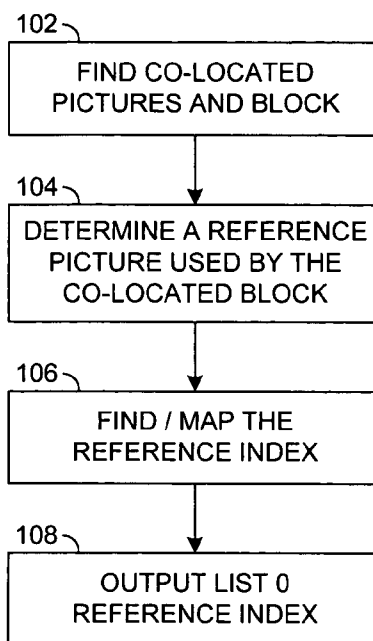 102
FIND CO-LOCATED
PICTURES AND BLOCK
104
DETERMINE A REFERENCE
PICTURE USED BY THE
CO-LOCATED BLOCK
106
FIND / MAP THE
REFERENCE INDEX
108
OUTPUT LIST 0
REFERENCE INDEX